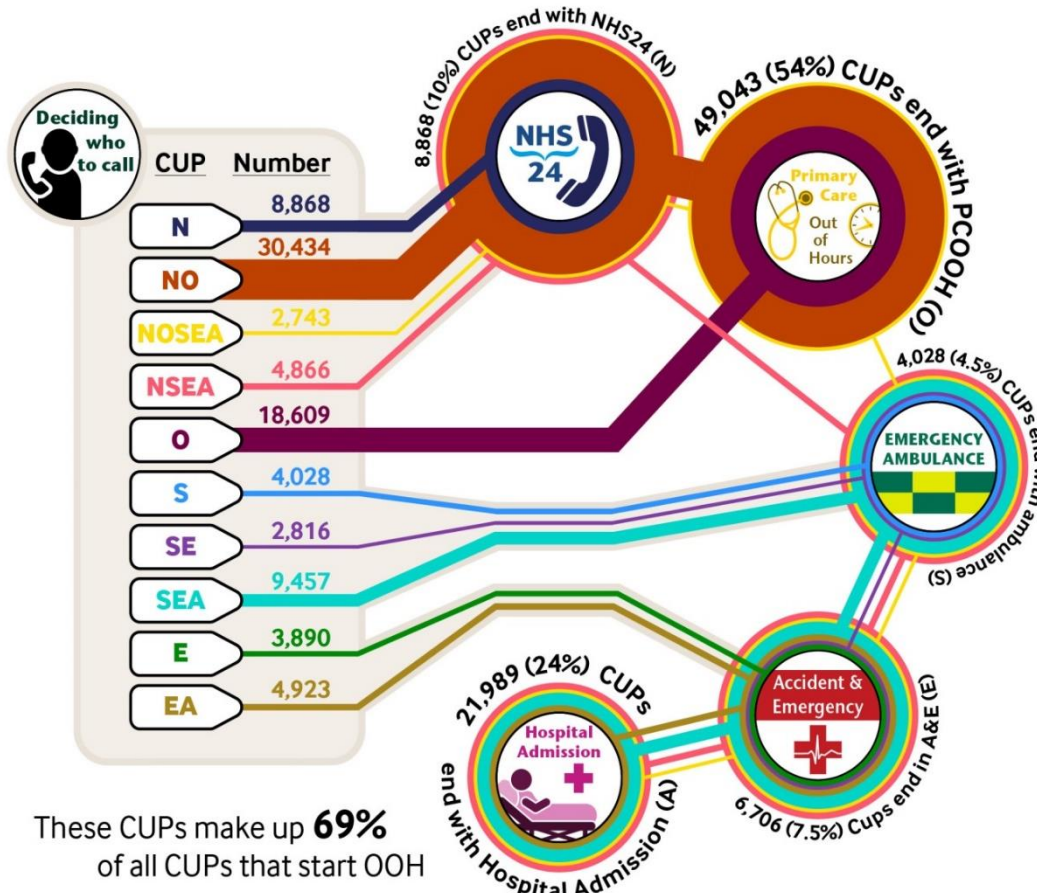 Deciding
who
to call
CUP Number
N 8,868
NO 30,434
NOSEA 2,743
NSEA 4,866
O 18,609
S 4,028
SE 2,816
SEA 9,457
E 3,890
EA 4,923
8,868 (10%) CUPs end with NHS24 (N)
NHS
24
49,043 (54%) CUPs end with PCOOH (O)
Primary
Care
Out
of
Hours
4,028 (4.5%) CUPs end with ambulance (S)
EMERGENCY
AMBULANCE
6,706 (7.5%) Cups end in A&E (E)
Accident &
Emergency
21,989 (24%) CUPs
end with Hospital Admission (A)
Hospital
Admission
These CUPs make up 69%
of all CUPs that start OOH